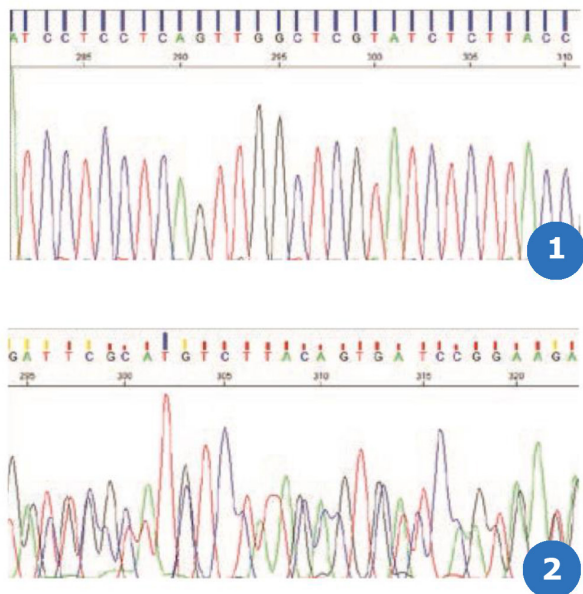 A T C C T C C T C A G T T G G C T C G T A T C T C T T A C C
285 290 295 300 305 310
1
G A T T C G C A T G T C T T A C A G T G A T C C G G A A G A
295 300 305 310 315 320
2